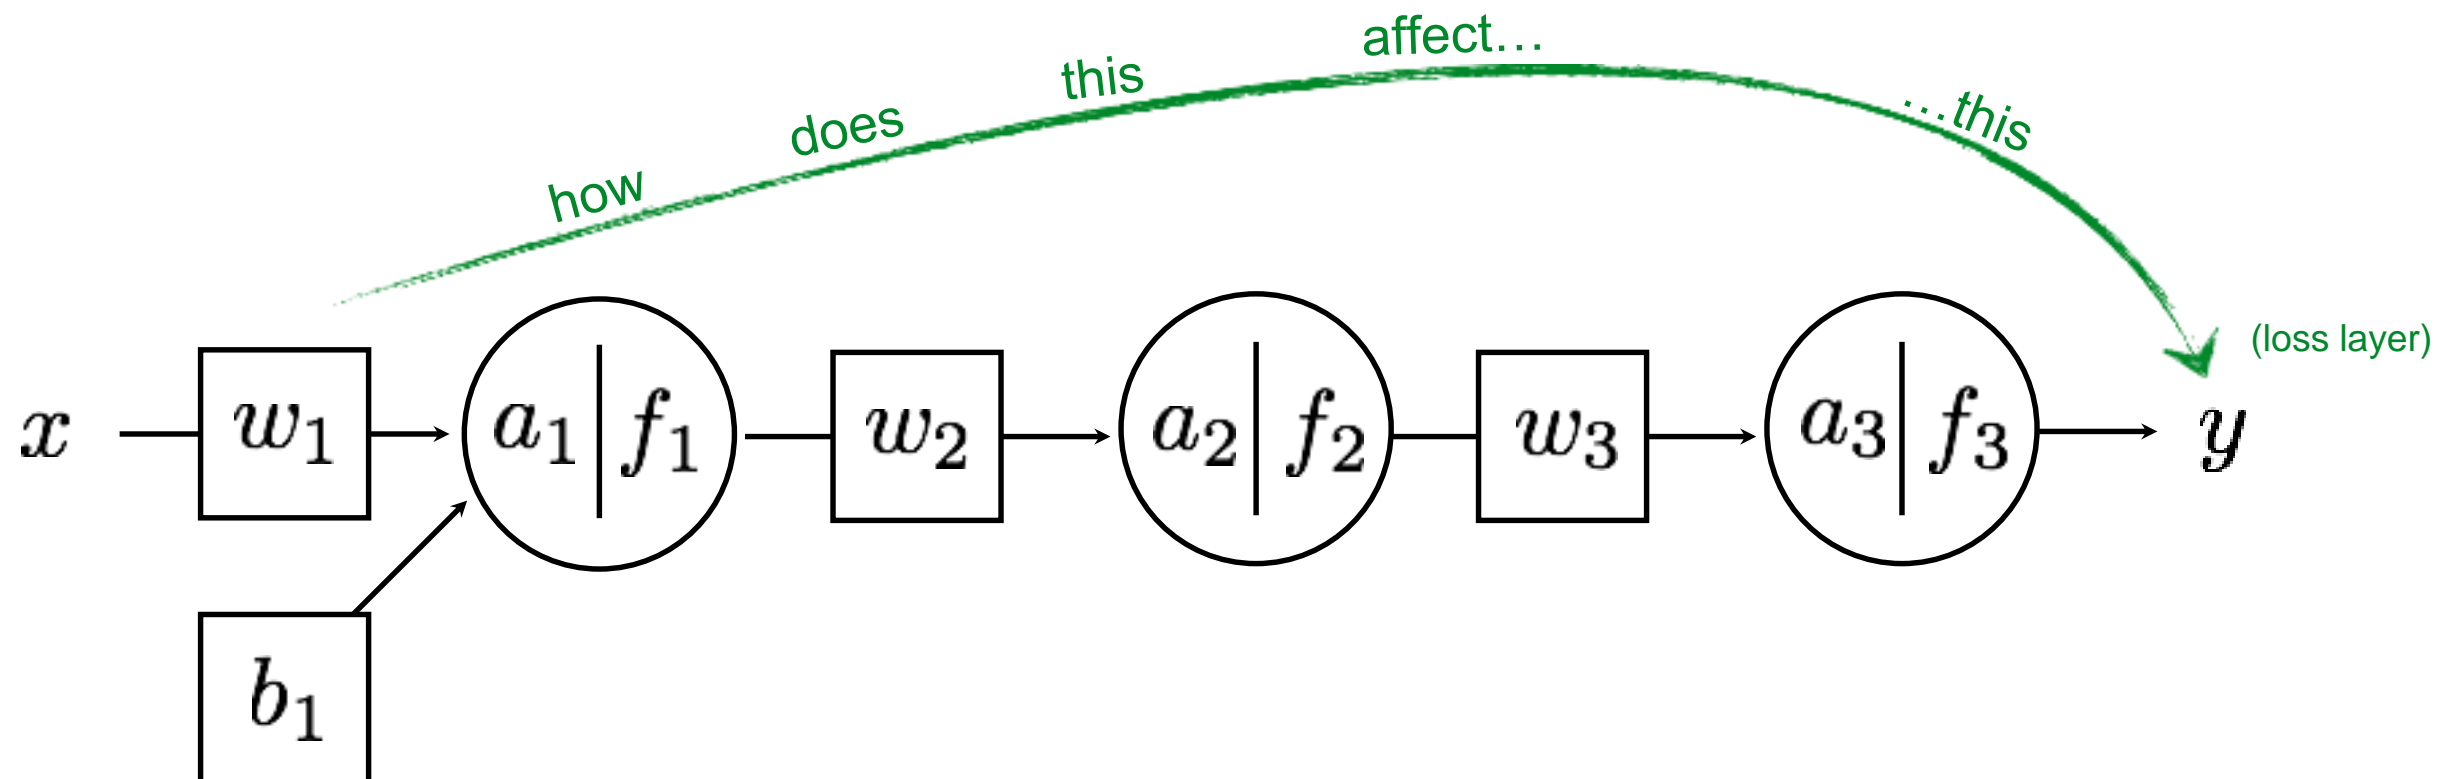 how does this affect… …this
(loss layer)
x w₁ a₁ f₁ w₂ a₂ f₂ w₃ a₃ f₃ y
b₁